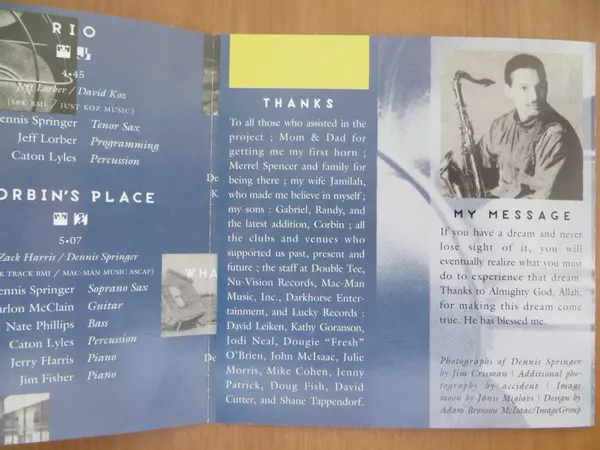 RIO
4•45
Jeff Lorber / David Koz
(SBK BMI / JUST KOZ MUSIC)
Dennis Springer Tenor Sax
Jeff Lorber Programming
Caton Lyles Percussion
ORBIN'S PLACE
5•07
Zack Harris / Dennis Springer
K TRACK BMI / MAC-MAN MUSIC ASCAP)
ennis Springer Soprano Sax
arlon McClain Guitar
Nate Phillips Bass
Caton Lyles Percussion
Jerry Harris Piano
Jim Fisher Piano
De
K
WHA
De
THANKS
To all those who assisted in the
project ; Mom & Dad for
getting me my first horn ;
Merrel Spencer and family for
being there ; my wife Jamilah,
who made me believe in myself ;
my sons : Gabriel, Randy, and
the latest addition, Corbin ; all
the clubs and venues who
supported us past, present and
future ; the staff at Double Tee,
Nu-Vision Records, Mac-Man
Music, Inc., Darkhorse Enter-
tainment, and Lucky Records :
David Leiken, Kathy Goranson,
Jodi Neal, Dougie “Fresh”
O’Brien, John McIsaac, Julie
Morris, Mike Cohen, Jenny
Patrick, Doug Fish, David
Cutter, and Shane Tappendorf.
MY MESSAGE
If you have a dream and never
lose sight of it, you will
eventually realize what you must
do to experience that dream.
Thanks to Almighty God, Allah,
for making this dream come
true. He has blessed me.
Photographs of Dennis Springer
by Jim Crisman | Additional pho-
tography by accident | Image
moon by Jānis Miglavs | Design by
Adam Bronson McIsaac/ImageGroup